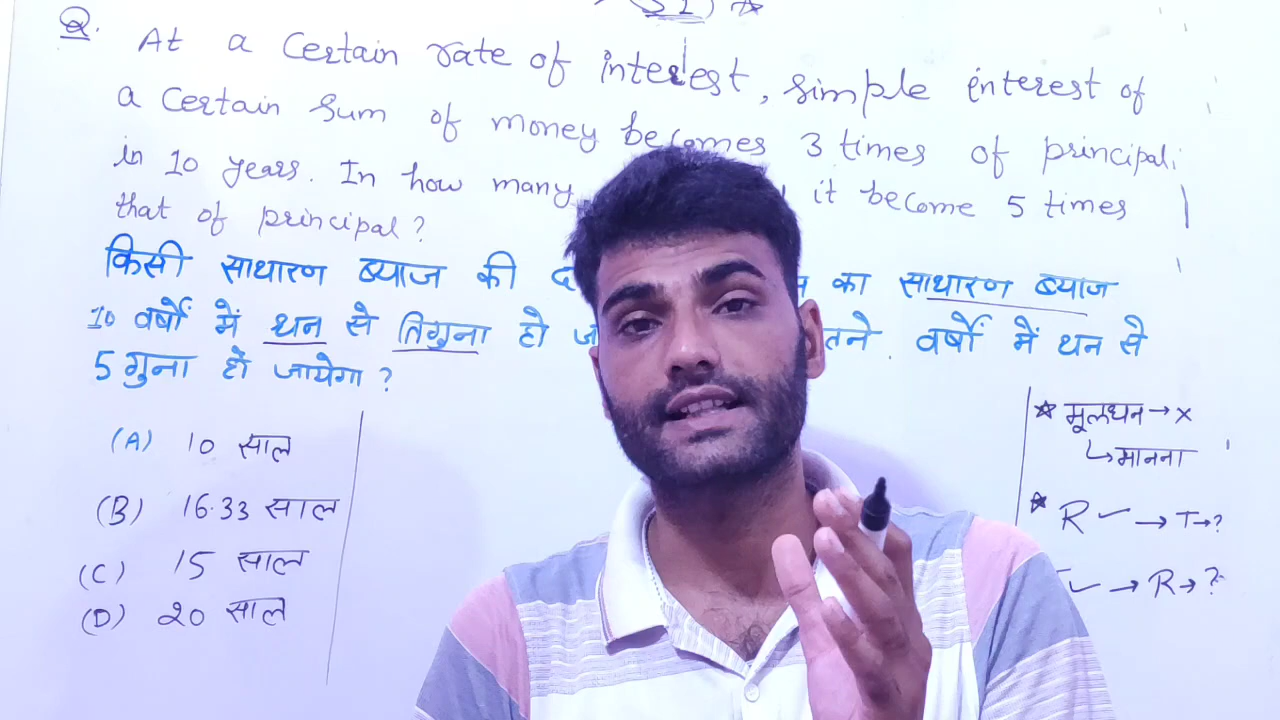 (SI)
Q. At a Certain rate of interest, simple interest of
a Certain Sum of money becomes 3 times of principal
in 10 years. In how many it become 5 times
that of principal?
किसी साधारण ब्याज की का साधारण ब्याज
10 वर्षो में धन से तिगुना हो वर्षों में धन से
5 गुना हो जायेगा ?
(A) 10 साल
(B) 16.33 साल
(C) 15 साल
(D) 20 साल
* मूलधन → x
↳ मानना
* R ✓ → T → ?
✓ → R → ?